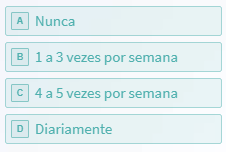 A Nunca
B 1 a 3 vezes por semana
C 4 a 5 vezes por semana
D Diariamente